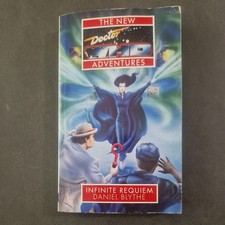 THE NEW
Doctor
WHO
ADVENTURES
INFINITE REQUIEM
DANIEL BLYTHE